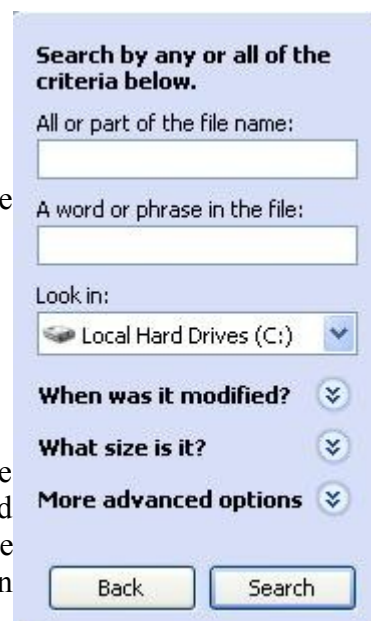 Search by any or all of the
criteria below.
All or part of the file name:
e
A word or phrase in the file:
Look in:
Local Hard Drives (C:)
When was it modified?
What size is it?
e
More advanced options
d
e
n
Back Search